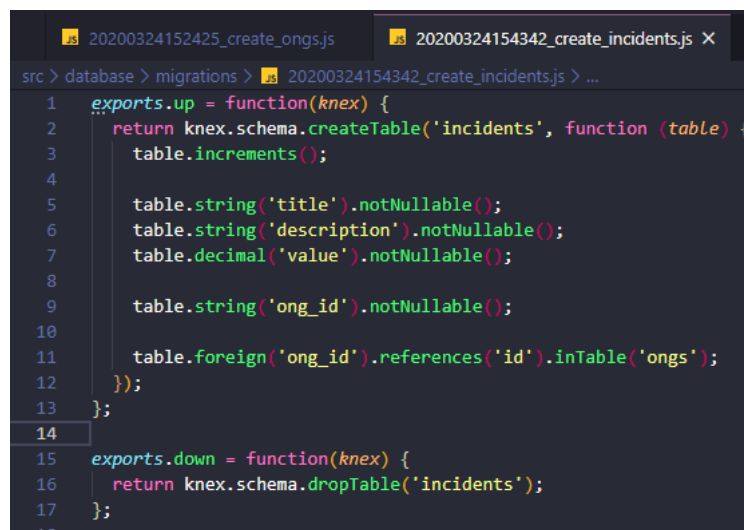 JS 20200324152425_create_ongs.js JS 20200324154342_create_incidents.js ×
src > database > migrations > JS 20200324154342_create_incidents.js > ...
1 exports.up = function(knex) {
2 return knex.schema.createTable('incidents', function (table) {
3 table.increments();
4
5 table.string('title').notNullable();
6 table.string('description').notNullable();
7 table.decimal('value').notNullable();
8
9 table.string('ong_id').notNullable();
10
11 table.foreign('ong_id').references('id').inTable('ongs');
12 });
13 };
14
15 exports.down = function(knex) {
16 return knex.schema.dropTable('incidents');
17 };